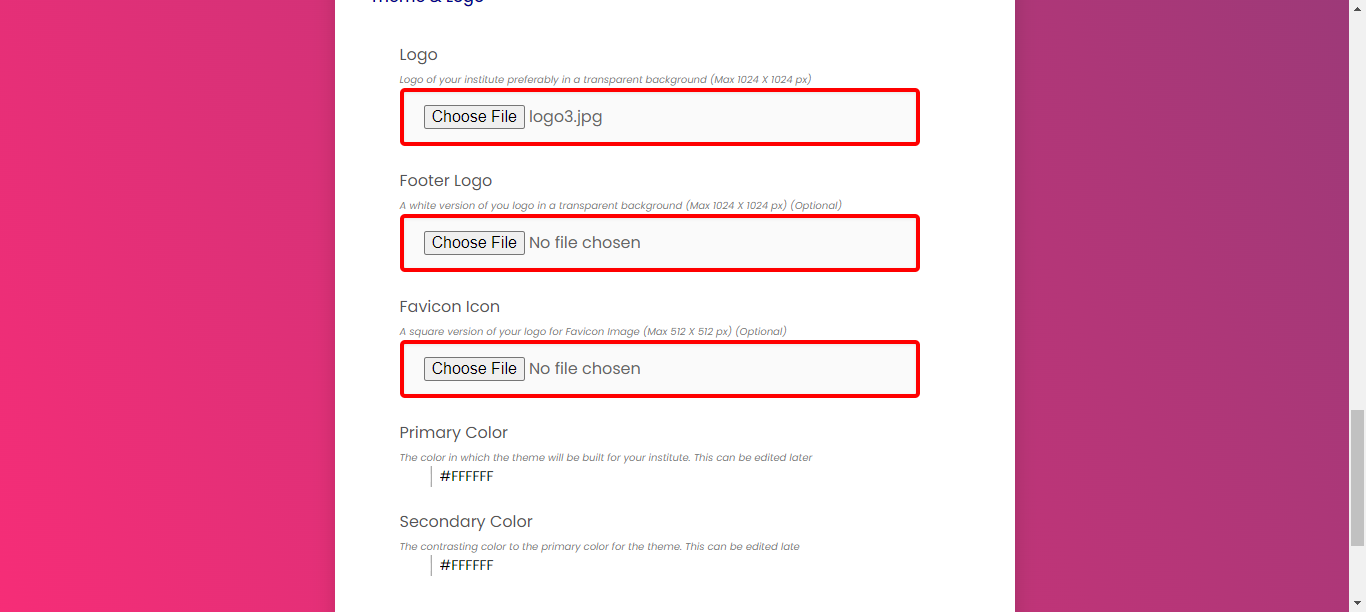 Theme & Logo
Logo
Logo of your institute preferably in a transparent background (Max 1024 X 1024 px)
Choose File logo3.jpg
Footer Logo
A white version of you logo in a transparent background (Max 1024 X 1024 px) (Optional)
Choose File No file chosen
Favicon Icon
A square version of your logo for Favicon Image (Max 512 X 512 px) (Optional)
Choose File No file chosen
Primary Color
The color in which the theme will be built for your institute. This can be edited later
#FFFFFF
Secondary Color
The contrasting color to the primary color for the theme. This can be edited late
#FFFFFF